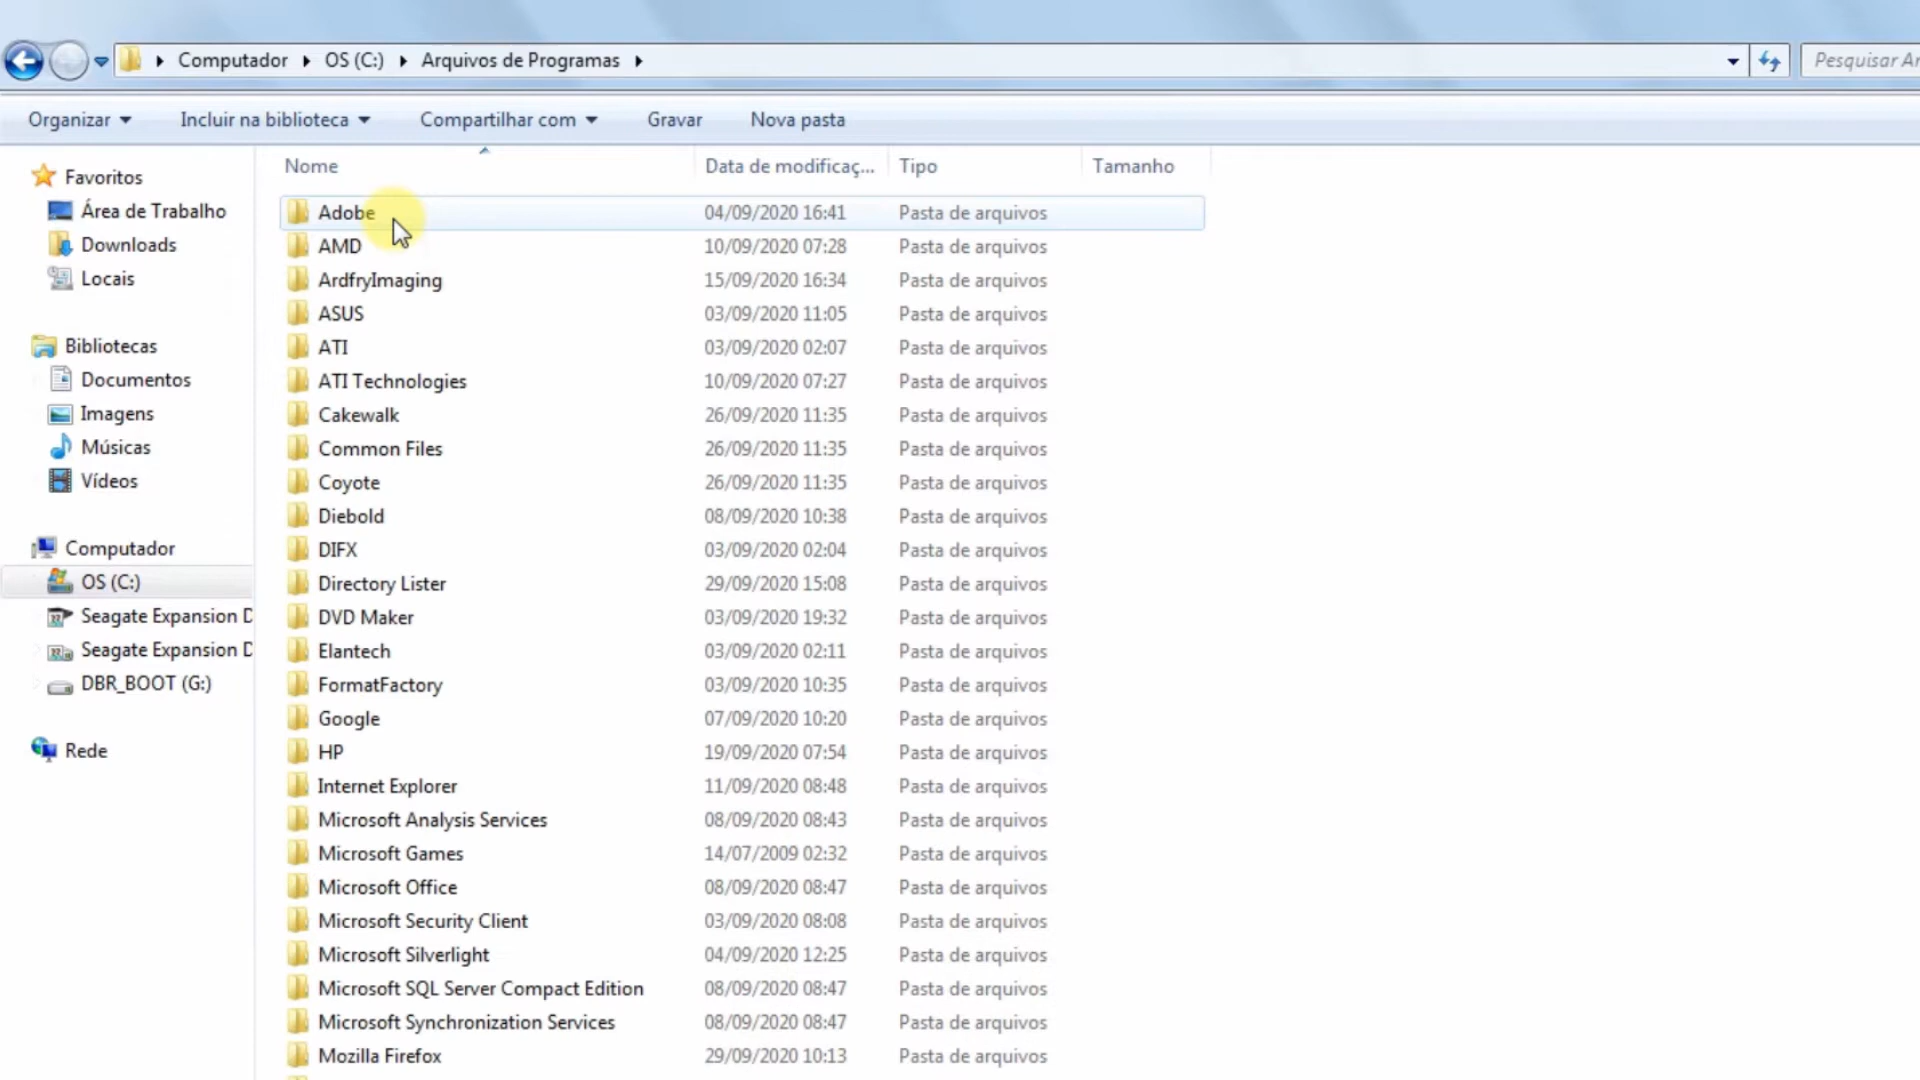 Computador OS (C:) Arquivos de Programas
Pesquisar Ar
Organizar Incluir na biblioteca Compartilhar com Gravar Nova pasta
Favoritos
Área de Trabalho
Downloads
Locais
Bibliotecas
Documentos
Imagens
Músicas
Vídeos
Computador
OS (C:)
Seagate Expansion D
Seagate Expansion D
DBR_BOOT (G:)
Rede
Nome Data de modificaç... Tipo Tamanho
Adobe 04/09/2020 16:41 Pasta de arquivos
AMD 10/09/2020 07:28 Pasta de arquivos
ArdfryImaging 15/09/2020 16:34 Pasta de arquivos
ASUS 03/09/2020 11:05 Pasta de arquivos
ATI 03/09/2020 02:07 Pasta de arquivos
ATI Technologies 10/09/2020 07:27 Pasta de arquivos
Cakewalk 26/09/2020 11:35 Pasta de arquivos
Common Files 26/09/2020 11:35 Pasta de arquivos
Coyote 26/09/2020 11:35 Pasta de arquivos
Diebold 08/09/2020 10:38 Pasta de arquivos
DIFX 03/09/2020 02:04 Pasta de arquivos
Directory Lister 29/09/2020 15:08 Pasta de arquivos
DVD Maker 03/09/2020 19:32 Pasta de arquivos
Elantech 03/09/2020 02:11 Pasta de arquivos
FormatFactory 03/09/2020 10:35 Pasta de arquivos
Google 07/09/2020 10:20 Pasta de arquivos
HP 19/09/2020 07:54 Pasta de arquivos
Internet Explorer 11/09/2020 08:48 Pasta de arquivos
Microsoft Analysis Services 08/09/2020 08:43 Pasta de arquivos
Microsoft Games 14/07/2009 02:32 Pasta de arquivos
Microsoft Office 08/09/2020 08:47 Pasta de arquivos
Microsoft Security Client 03/09/2020 08:08 Pasta de arquivos
Microsoft Silverlight 04/09/2020 12:25 Pasta de arquivos
Microsoft SQL Server Compact Edition 08/09/2020 08:47 Pasta de arquivos
Microsoft Synchronization Services 08/09/2020 08:47 Pasta de arquivos
Mozilla Firefox 29/09/2020 10:13 Pasta de arquivos